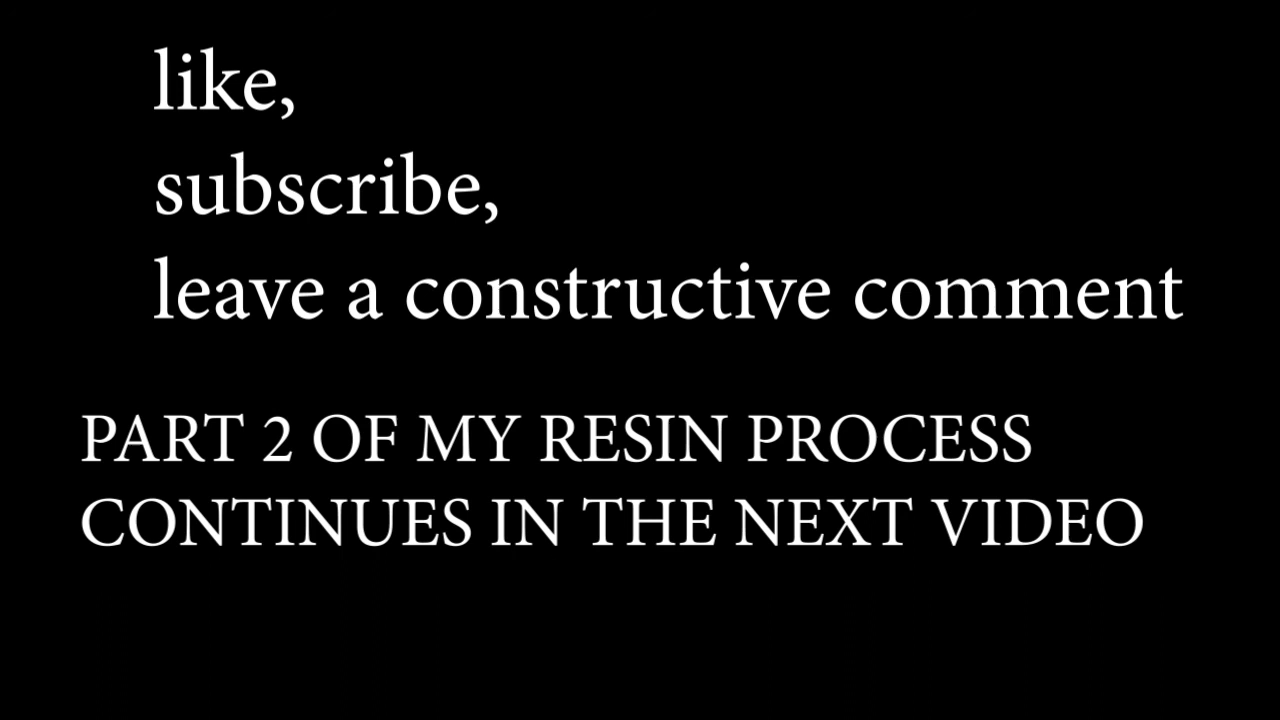 like,
subscribe,
leave a constructive comment
PART 2 OF MY RESIN PROCESS
CONTINUES IN THE NEXT VIDEO